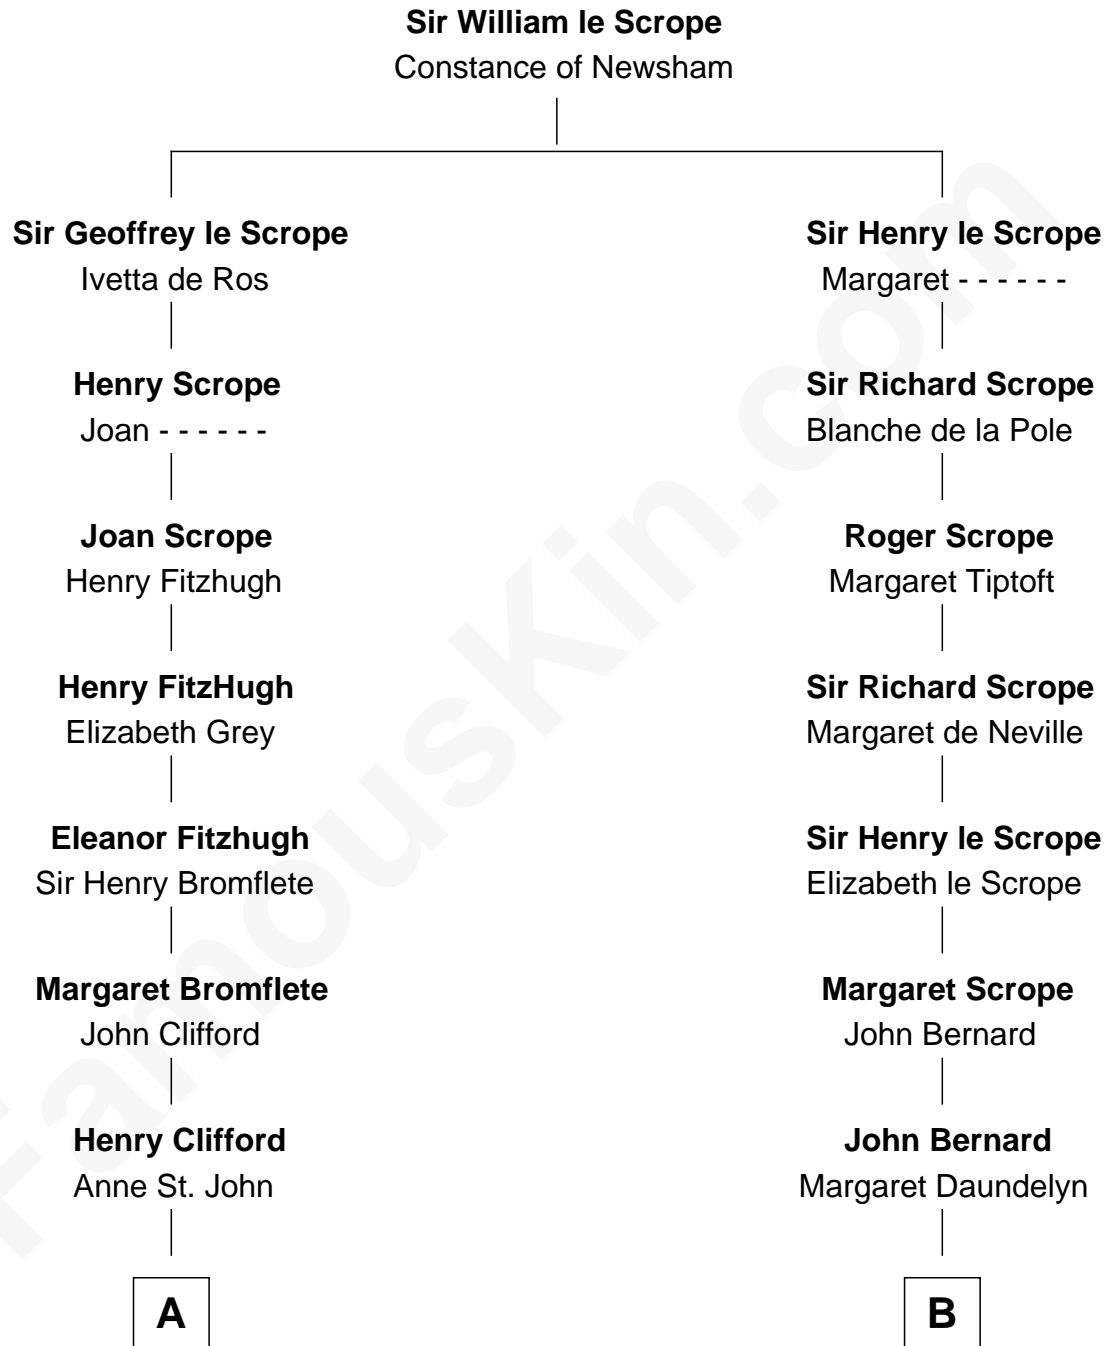 Sir William le Scrope
Constance of Newsham
Sir Geoffrey le Scrope
Ivetta de Ros
Henry Scrope
Joan - - - - - -
Joan Scrope
Henry Fitzhugh
Henry FitzHugh
Elizabeth Grey
Eleanor Fitzhugh
Sir Henry Bromflete
Margaret Bromflete
John Clifford
Henry Clifford
Anne St. John
A
Sir Henry le Scrope
Margaret - - - - - -
Sir Richard Scrope
Blanche de la Pole
Roger Scrope
Margaret Tiptoft
Sir Richard Scrope
Margaret de Neville
Sir Henry le Scrope
Elizabeth le Scrope
Margaret Scrope
John Bernard
John Bernard
Margaret Daundelyn
B
FamousKin.com